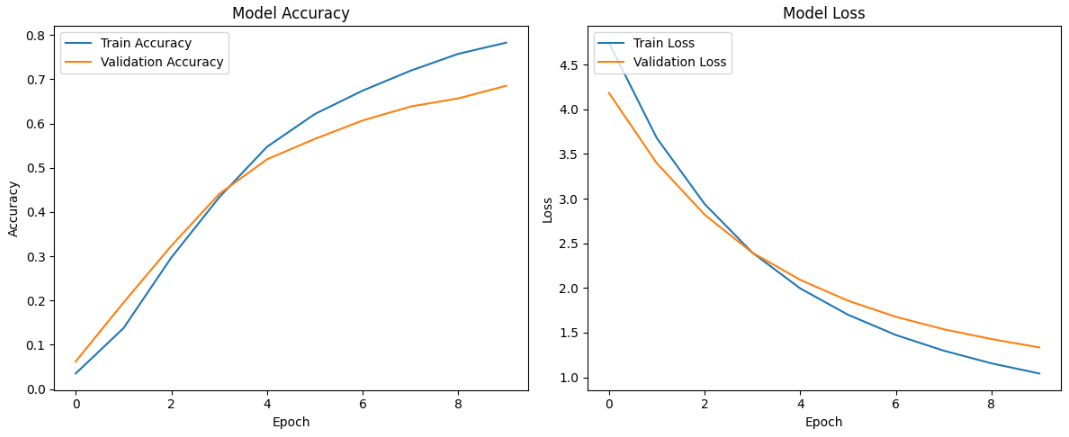 Model Accuracy
Train Accuracy
Validation Accuracy
0.8
0.7
0.6
0.5
0.4
0.3
0.2
0.1
0.0
Accuracy
0 2 4 6 8
Epoch
Model Loss
Train Loss
Validation Loss
4.5
4.0
3.5
3.0
2.5
2.0
1.5
1.0
Loss
0 2 4 6 8
Epoch